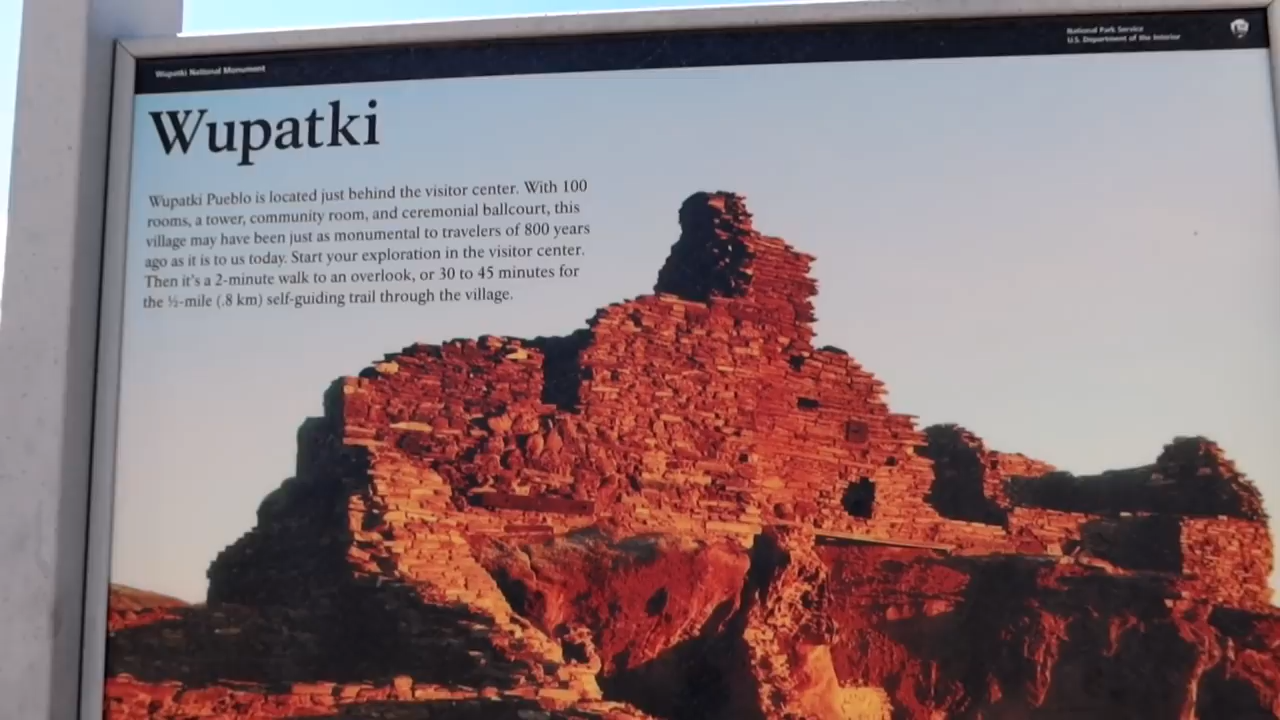 Wupatki National Monument
National Park Service
U.S. Department of the Interior
Wupatki
Wupatki Pueblo is located just behind the visitor center. With 100
rooms, a tower, community room, and ceremonial ballcourt, this
village may have been just as monumental to travelers of 800 years
ago as it is to us today. Start your exploration in the visitor center.
Then it's a 2-minute walk to an overlook, or 30 to 45 minutes for
the ½-mile (.8 km) self-guiding trail through the village.